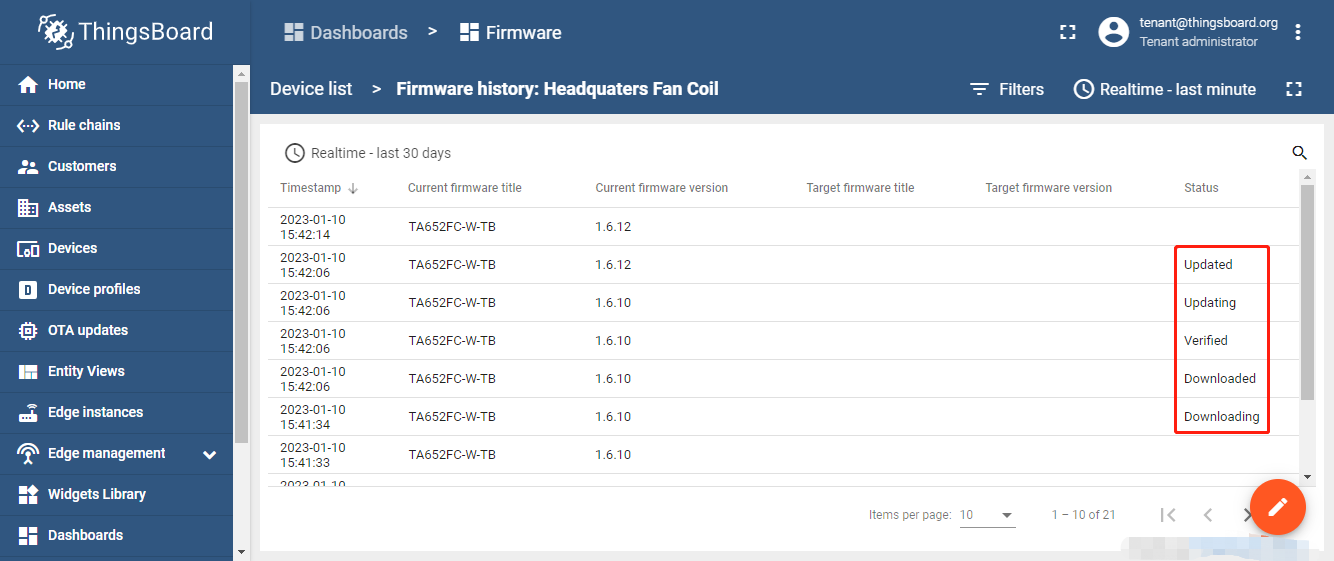 ThingsBoard
Dashboards > Firmware
tenant@thingsboard.org
Tenant administrator
Home
Rule chains
Customers
Assets
Devices
Device profiles
OTA updates
Entity Views
Edge instances
Edge management
Widgets Library
Dashboards
Device list > Firmware history: Headquaters Fan Coil
Filters
Realtime - last minute
Realtime - last 30 days
Timestamp Current firmware title Current firmware version Target firmware title Target firmware version Status
2023-01-10
15:42:14 TA652FC-W-TB 1.6.12
2023-01-10
15:42:06 TA652FC-W-TB 1.6.12 Updated
2023-01-10
15:42:06 TA652FC-W-TB 1.6.10 Updating
2023-01-10
15:42:06 TA652FC-W-TB 1.6.10 Verified
2023-01-10
15:42:06 TA652FC-W-TB 1.6.10 Downloaded
2023-01-10
15:41:34 TA652FC-W-TB 1.6.10 Downloading
2023-01-10
15:41:33 TA652FC-W-TB 1.6.10
2023-01-10
Items per page: 10 1 – 10 of 21